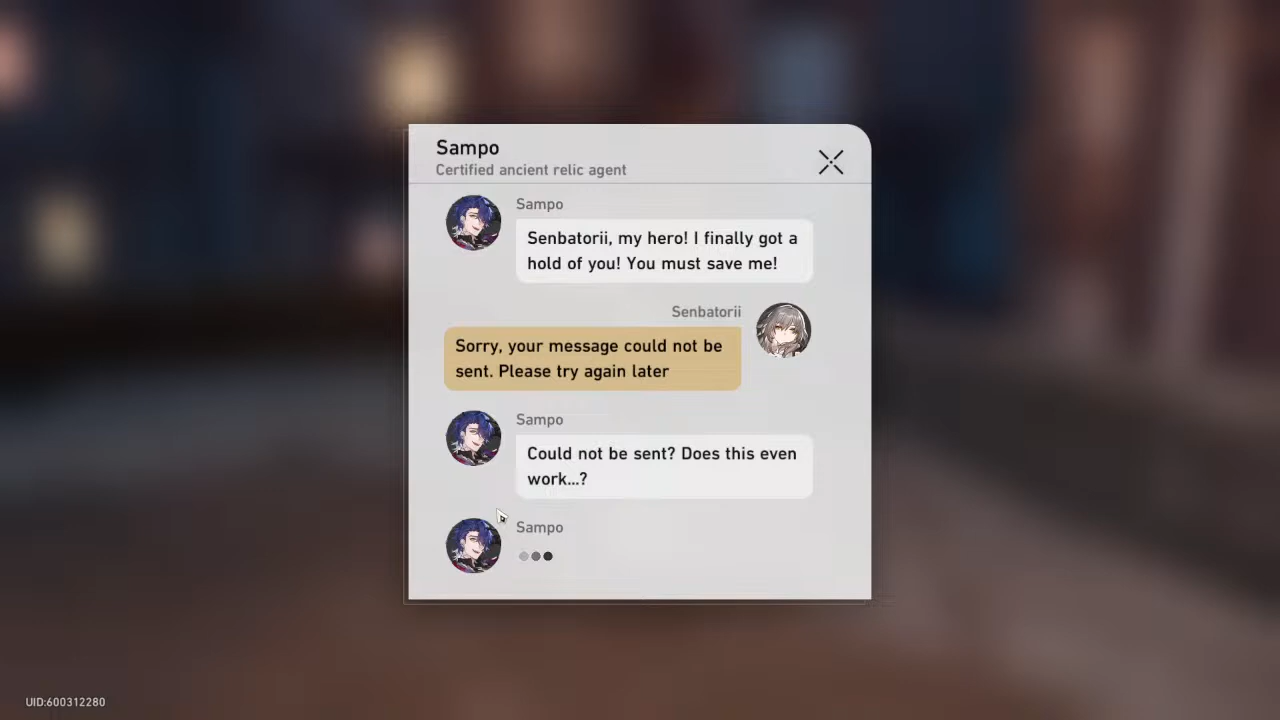 Sampo
Certified ancient relic agent
Sampo
Senbatorii, my hero! I finally got a
hold of you! You must save me!
Senbatorii
Sorry, your message could not be
sent. Please try again later
Sampo
Could not be sent? Does this even
work...?
Sampo
UID:600312280